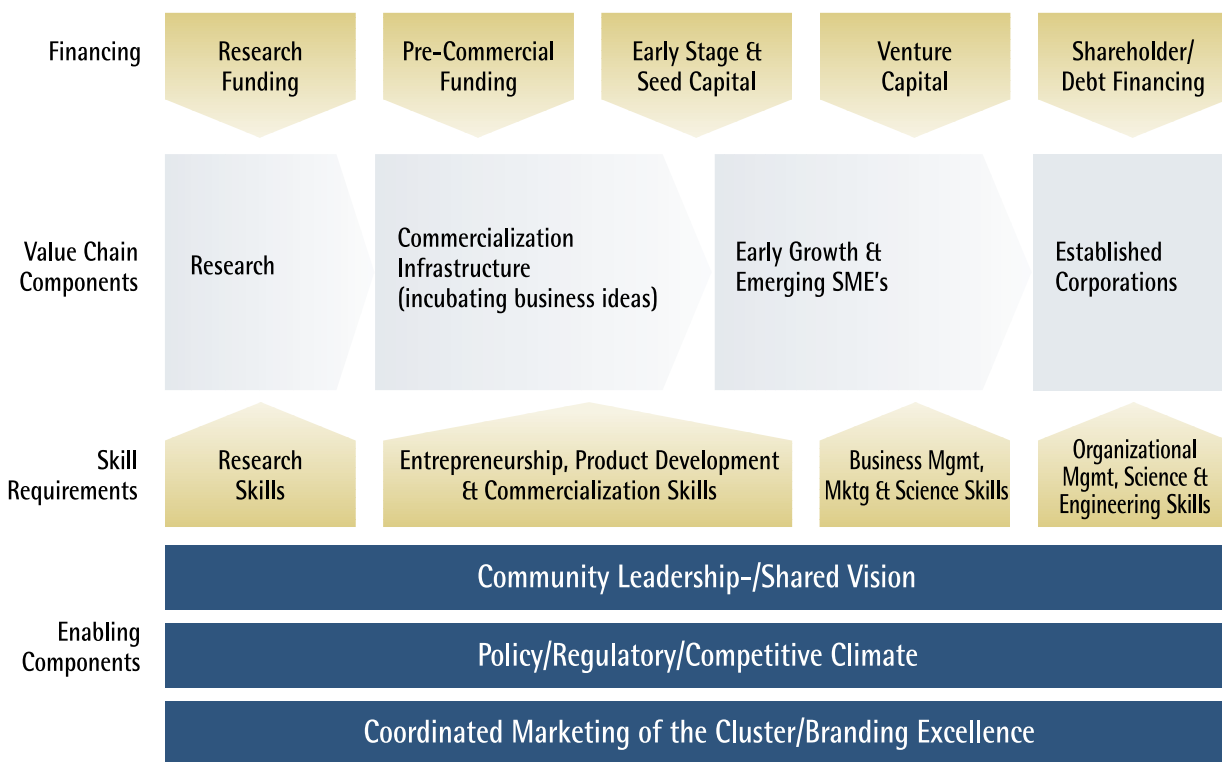 Financing
Research
Funding
Pre-Commercial
Funding
Early Stage &
Seed Capital
Venture
Capital
Shareholder/
Debt Financing
Value Chain
Components
Research
Commercialization
Infrastructure
(incubating business ideas)
Early Growth &
Emerging SME's
Established
Corporations
Skill
Requirements
Research
Skills
Entrepreneurship, Product Development
& Commercialization Skills
Business Mgmt,
Mktg & Science Skills
Organizational
Mgmt, Science &
Engineering Skills
Enabling
Components
Community Leadership-/Shared Vision
Policy/Regulatory/Competitive Climate
Coordinated Marketing of the Cluster/Branding Excellence